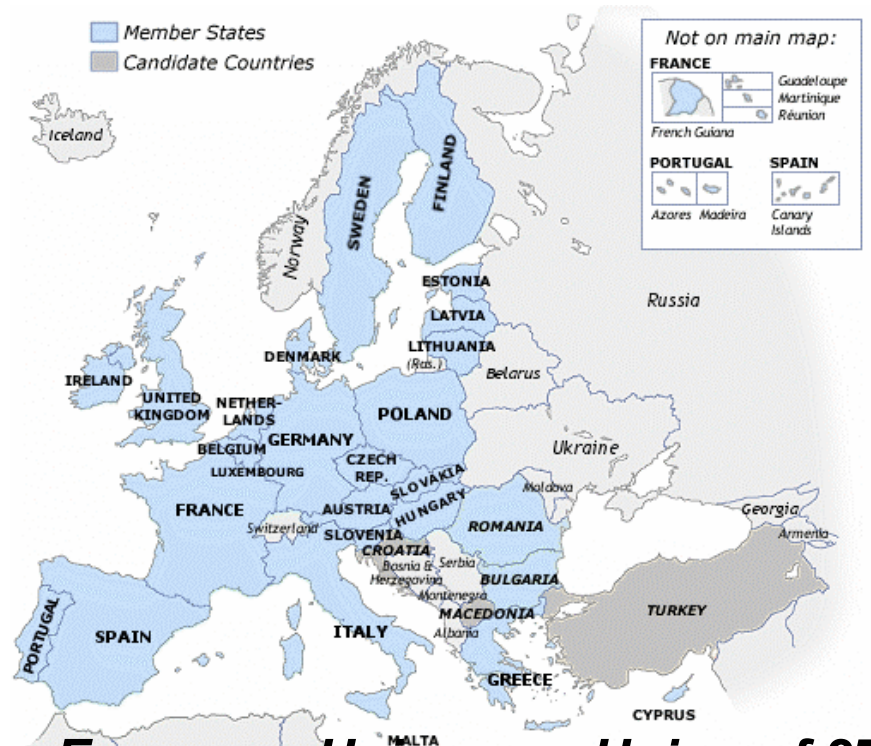 Member States
Candidate Countries
Not on main map:
FRANCE
Guadeloupe
Martinique
Réunion
French Guiana
PORTUGAL SPAIN
Azores Madeira Canary
Islands
Iceland
Norway
SWEDEN
FINLAND
Russia
ESTONIA
LATVIA
LITHUANIA
(Rus.)
DENMARK
Belarus
IRELAND
UNITED
KINGDOM
NETHER-
LANDS
POLAND
GERMANY
BELGIUM
LUXEMBOURG
CZECH
REP.
SLOVAKIA
Ukraine
FRANCE
AUSTRIA
HUNGARY
Moldova
Switzerland
SLOVENIA
ROMANIA
Georgia
Armenia
CROATIA
Bosnia &
Herzegovina
Serbia
BULGARIA
Montenegro
MACEDONIA
Albania
TURKEY
PORTUGAL
SPAIN
ITALY
GREECE
CYPRUS
MALTA